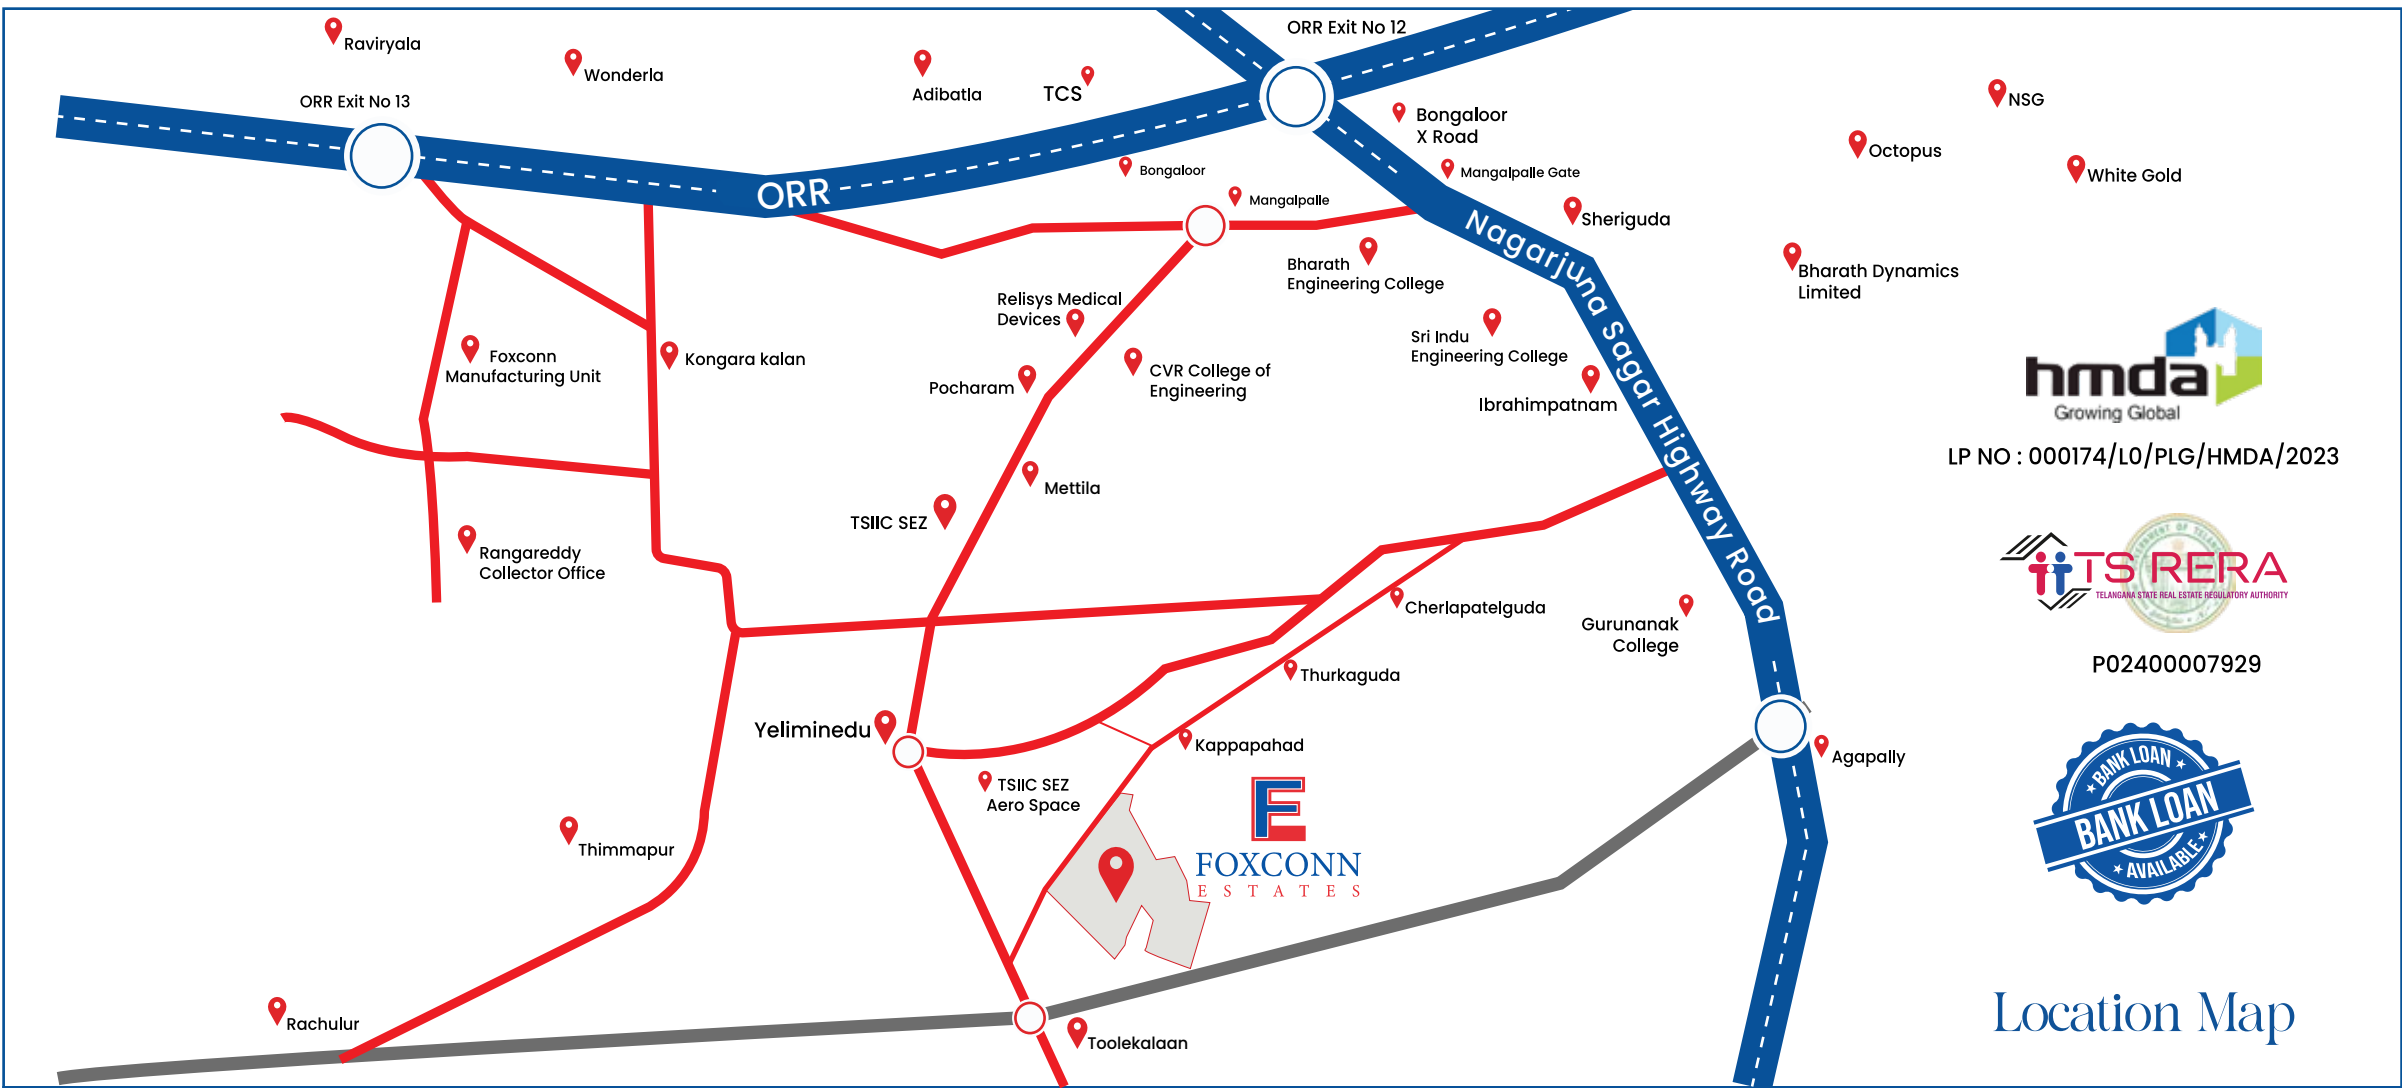 ORR Exit No 12
Raviryala
Wonderla
Adibatla
TCS
ORR Exit No 13
NSG
Bongaloor
X Road
Octopus
Bongaloor
Mangalpalle Gate
White Gold
ORR
Mangalpalle
Sheriguda
Nagarjuna Sagar Highway Road
Bharath
Engineering College
Bharath Dynamics
Limited
Relisys Medical
Devices
Sri Indu
Engineering College
Foxconn
Manufacturing Unit
Kongara kalan
Pocharam
CVR College of
Engineering
Ibrahimpatnam
hmda
Growing Global
LP NO : 000174/L0/PLG/HMDA/2023
Mettila
TSIIC SEZ
Rangareddy
Collector Office
TS RERA
TELANGANA STATE REAL ESTATE REGULATORY AUTHORITY
Cherlapatelguda
Gurunanak
College
P02400007929
Thurkaguda
Yeliminedu
Kappapahad
Agapally
TSIIC SEZ
Aero Space
BANK LOAN
BANK LOAN
AVAILABLE
Thimmapur
FOXCONN
ESTATES
Location Map
Rachulur
Toolekalaan